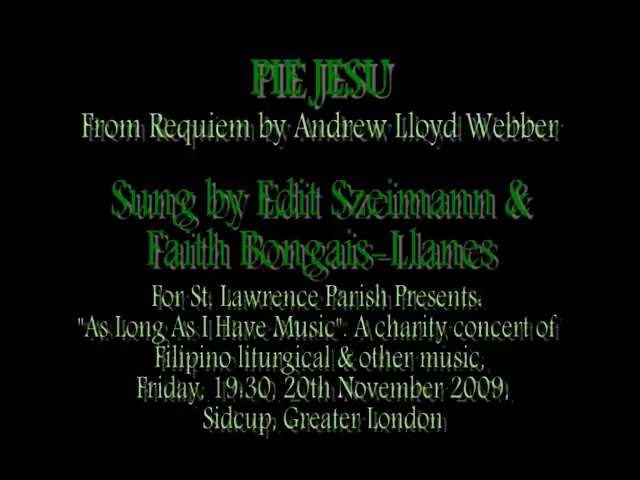 PIE JESU
From Requiem by Andrew Lloyd Webber
Sung by Edit Szeimann &
Faith Bongais-Llanes
For St. Lawrence Parish Presents:
"As Long As I Have Music". A charity concert of
Filipino liturgical & other music,
Friday, 19:30, 20th November 2009,
Sidcup, Greater London